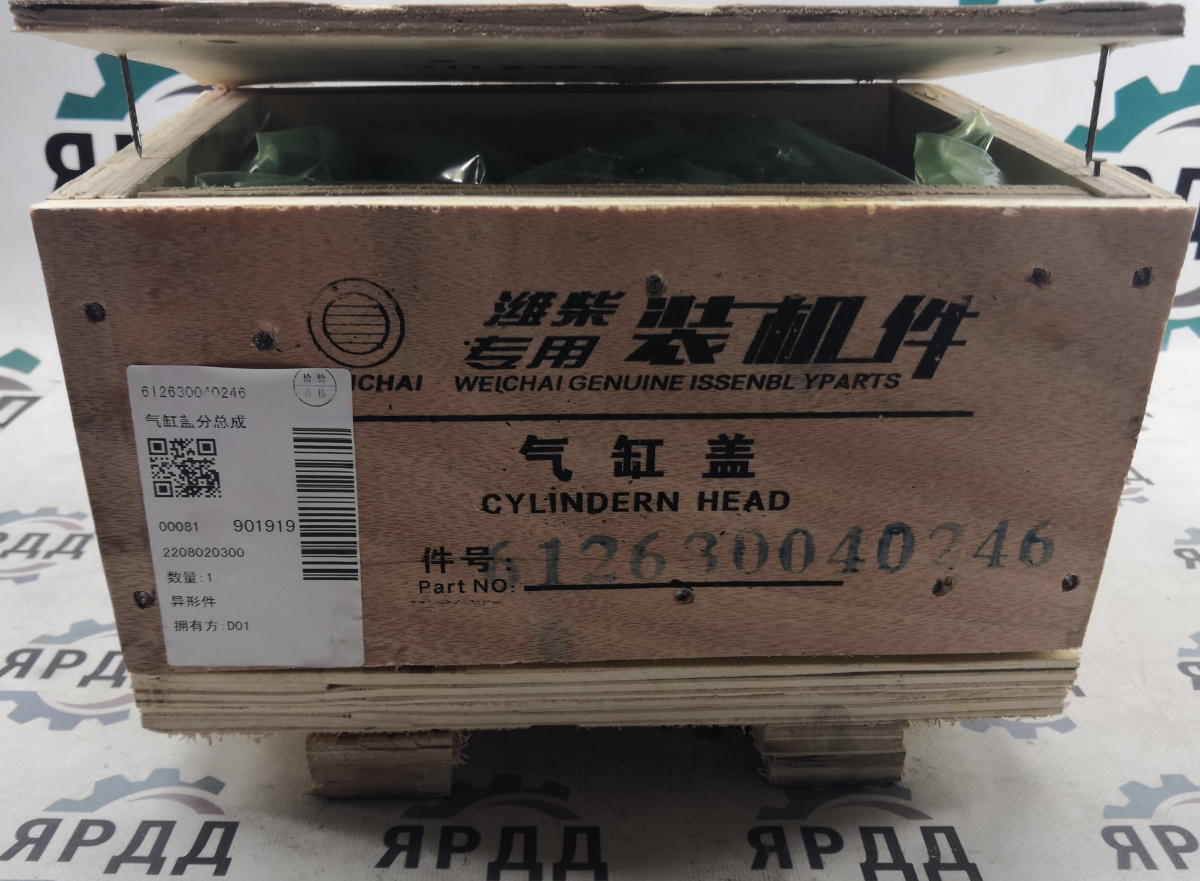 潍柴
专用
装机件
WEICHAI GENUINE ISSENBL YPARTS
气缸盖
CYLINDERN HEAD
件号:
Part NO:
612630040246
612630040246
检验
合格
气缸盖分总成
00081 901919
2208020300
数量:1
异形件
拥有方:D01
ЯРДД
ЯРДД
ЯРДД
ЯРДД
ЯРДД